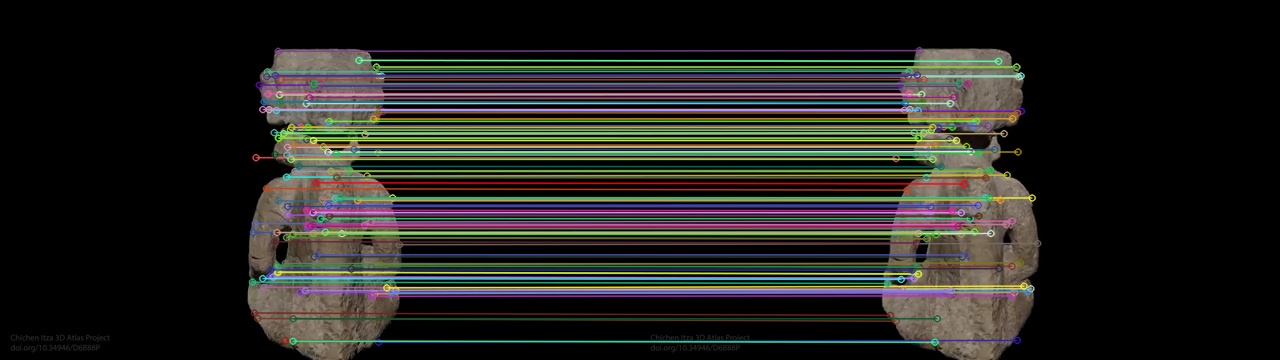 Chichen Itza 3D Atlas Project
doi.org/10.34946/D6B88P
Chichen Itza 3D Atlas Project
doi.org/10.34946/D6B88P